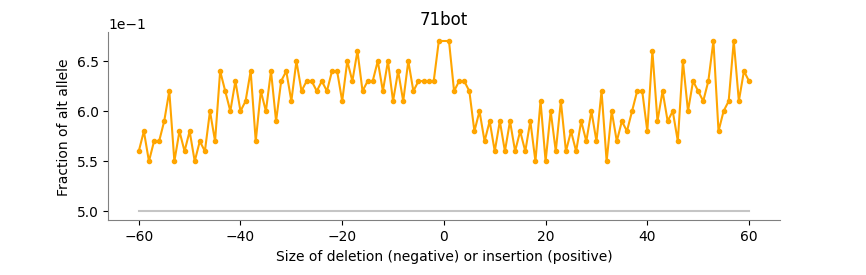 71bot
1e−1
6.5
6.0
5.5
5.0
Fraction of alt allele
−60 −40 −20 0 20 40 60
Size of deletion (negative) or insertion (positive)